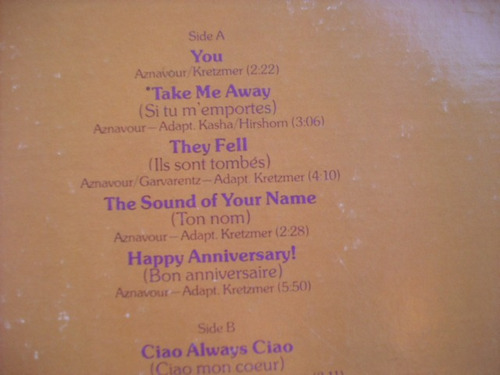 Side A
You
Aznavour/Kretzmer (2:22)
*Take Me Away
(Si tu m'emportes)
Aznavour – Adapt. Kasha/Hirshorn (3:06)
They Fell
(Ils sont tombés)
Aznavour/Garvarentz – Adapt. Kretzmer (4:10)
The Sound of Your Name
(Ton nom)
Aznavour – Adapt. Kretzmer (2:28)
Happy Anniversary!
(Bon anniversaire)
Aznavour – Adapt. Kretzmer (5:50)
Side B
Ciao Always Ciao
(Ciao mon coeur)